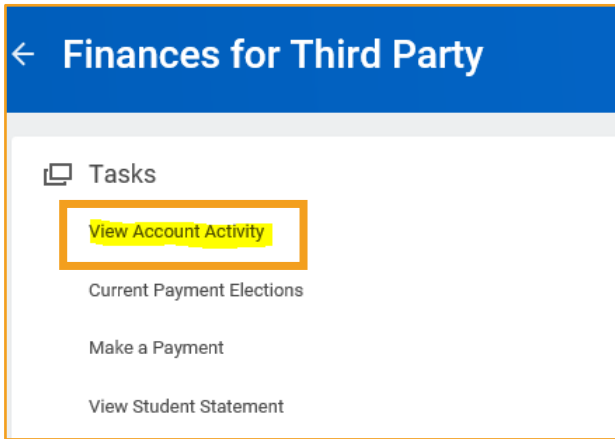 Finances for Third Party
Tasks
View Account Activity
Current Payment Elections
Make a Payment
View Student Statement